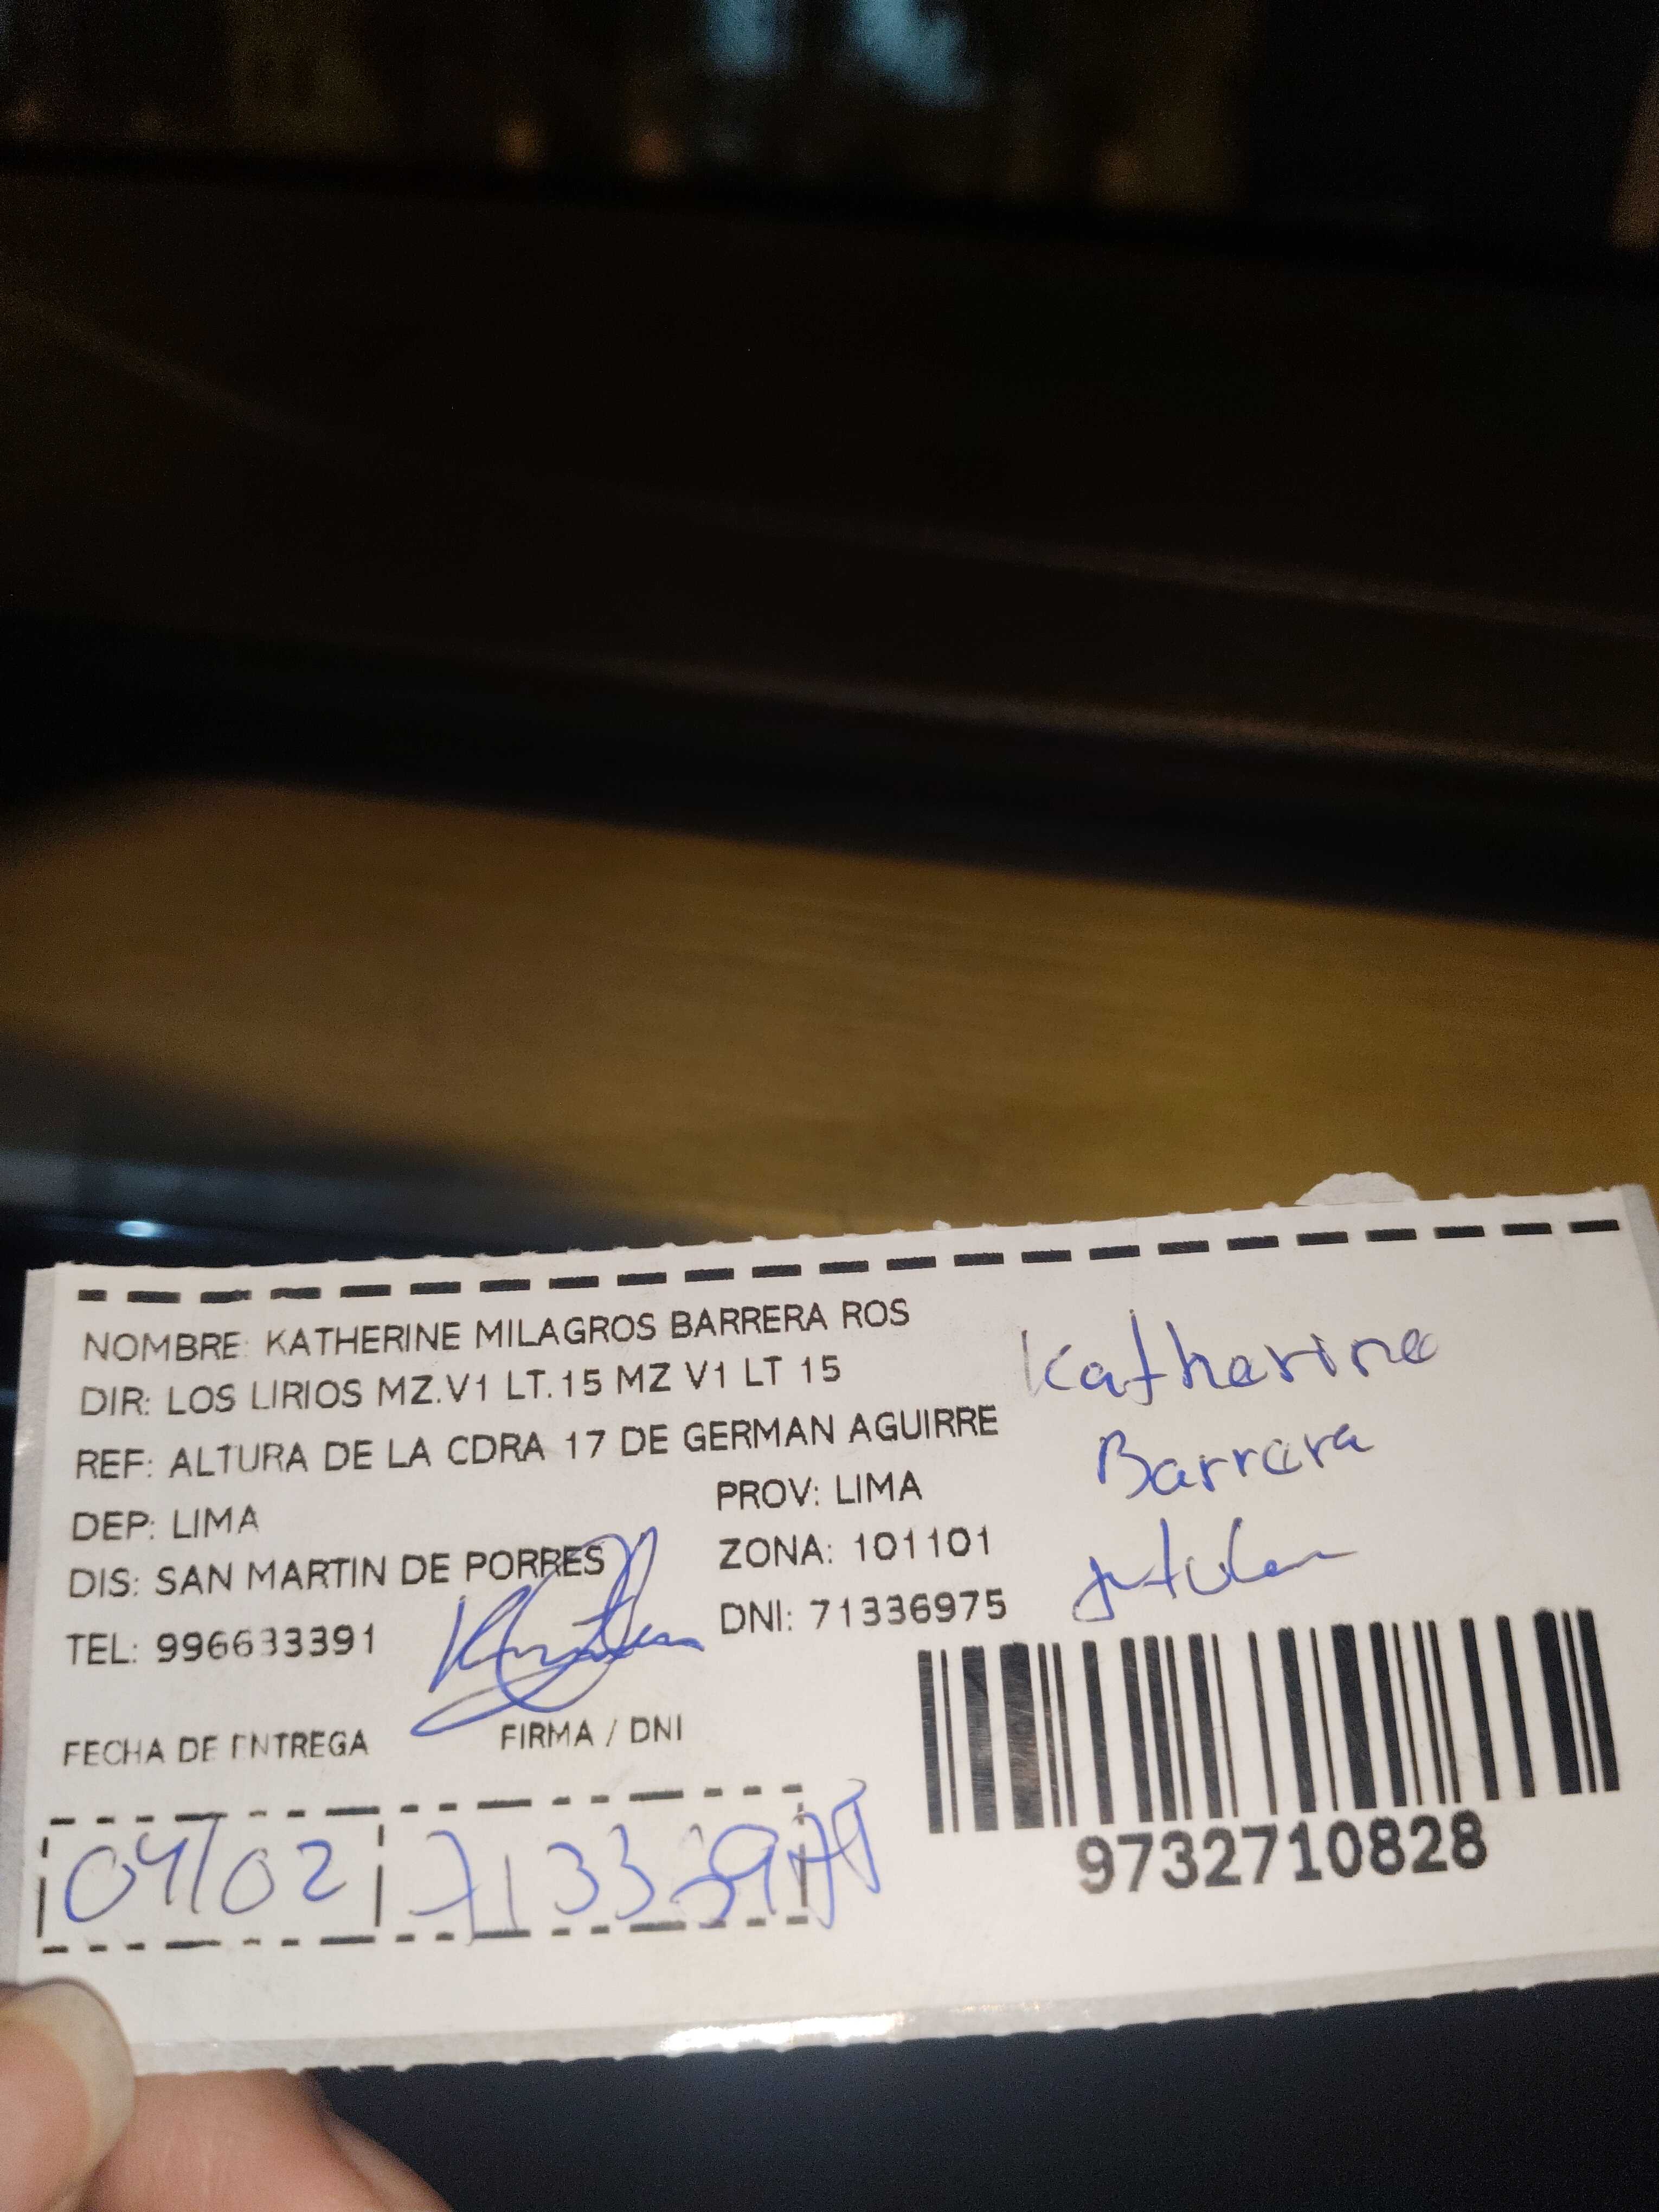 NOMBRE: KATHERINE MILAGROS BARRERA ROS
DIR: LOS LIRIOS MZ.V1 LT.15 MZ V1 LT 15
REF: ALTURA DE LA CDRA 17 DE GERMAN AGUIRRE
DEP: LIMA PROV: LIMA
DIS: SAN MARTIN DE PORRES ZONA: 101101
TEL: 996633391 DNI: 71336975
Katherine
Barrera
FECHA DE ENTREGA FIRMA / DNI
04/02
9732710828